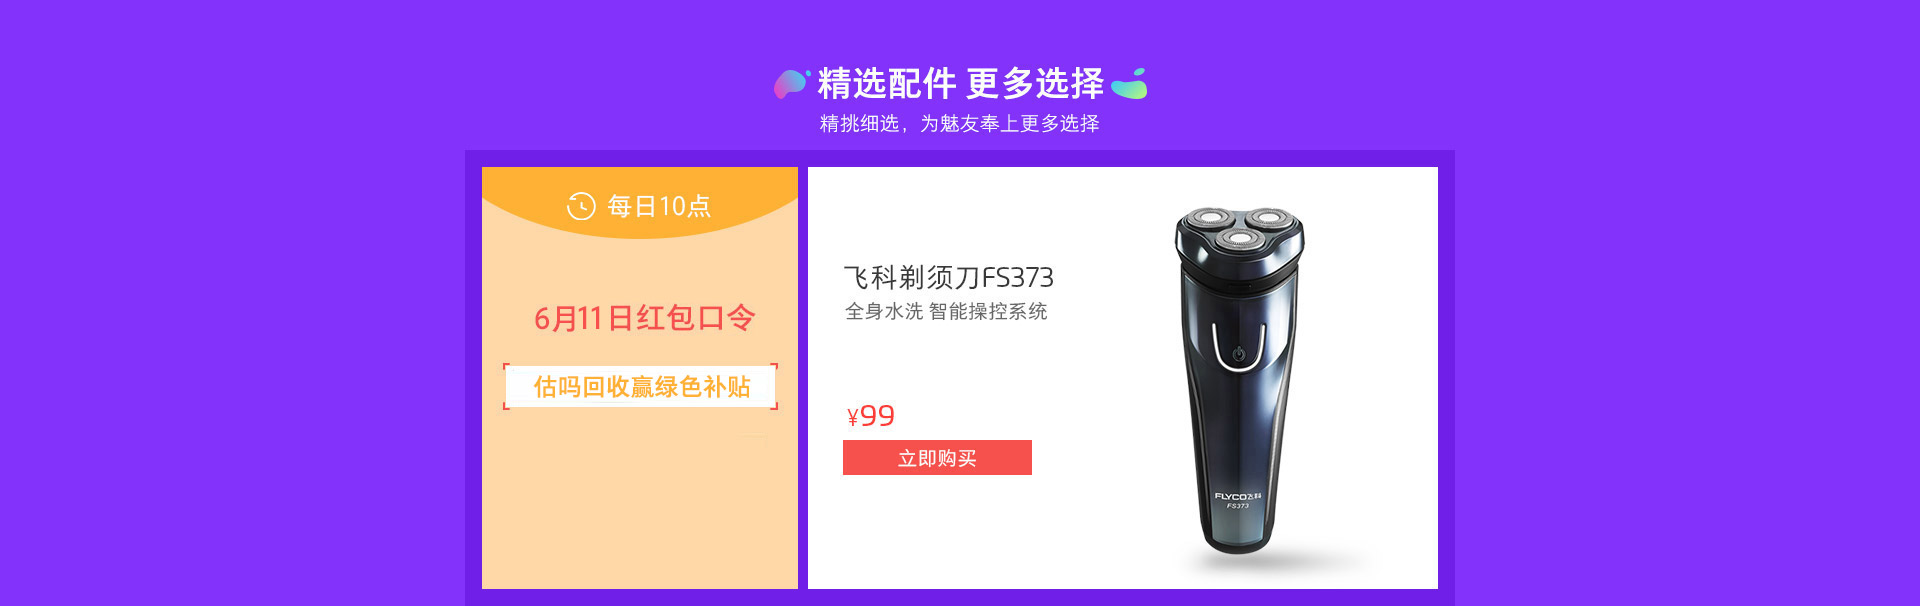 精选配件 更多选择
精挑细选，为魅友奉上更多选择
每日10点
6月11日红包口令
估吗回收赢绿色补贴
飞科剃须刀FS373
全身水洗 智能操控系统
¥99
立即购买
FLYCO飞科
FS373